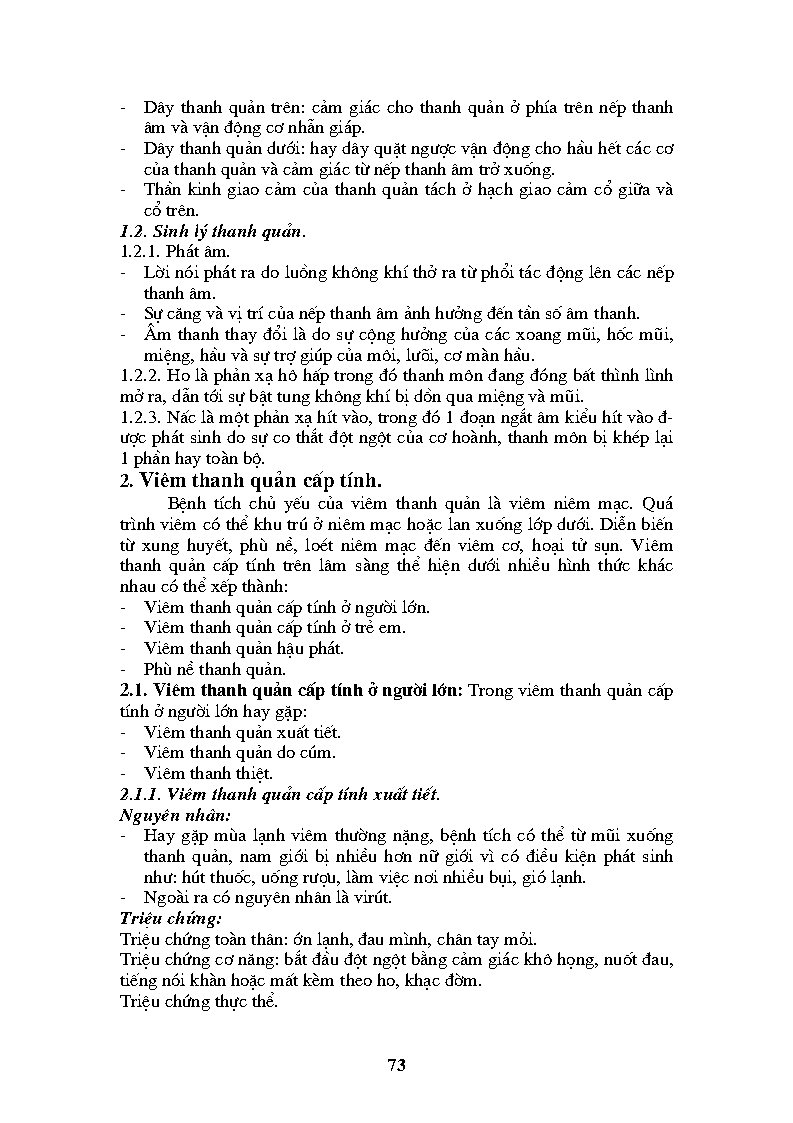 - Dây thanh quản trên: cảm giác cho thanh quản ở phía trên nếp thanh
âm và vận động cơ nhẫn giáp.
- Dây thanh quản dưới: hay dây quặt ngược vận động cho hầu hết các cơ
của thanh quản và cảm giác từ nếp thanh âm trở xuống.
- Thần kinh giao cảm của thanh quản tách ở hạch giao cảm cổ giữa và
cổ trên.
1.2. Sinh lý thanh quản.
1.2.1. Phát âm.
- Lời nói phát ra do luồng không khí thở ra từ phổi tác động lên các nếp
thanh âm.
- Sự căng và vị trí của nếp thanh âm ảnh hưởng đến tần số âm thanh.
- Âm thanh thay đổi là do sự cộng hưởng của các xoang mũi, hốc mũi,
miệng, hầu và sự trợ giúp của môi, lưỡi, cơ màn hầu.
1.2.2. Ho là phản xạ hô hấp trong đó thanh môn đang đóng bất thình lình
mở ra, dẫn tới sự bật tung không khí bị dồn qua miệng và mũi.
1.2.3. Nấc là một phản xạ hít vào, trong đó 1 đoạn ngắt âm kiểu hít vào đ-
ược phát sinh do sự co thắt đột ngột của cơ hoành, thanh môn bị khép lại
1 phần hay toàn bộ.
2. Viêm thanh quản cấp tính.
Bệnh tích chủ yếu của viêm thanh quản là viêm niêm mạc. Quá
trình viêm có thể khu trú ở niêm mạc hoặc lan xuống lớp dưới. Diễn biến
từ xung huyết, phù nề, loét niêm mạc đến viêm cơ, hoại tử sụn. Viêm
thanh quản cấp tính trên lâm sàng thể hiện dưới nhiều hình thức khác
nhau có thể xếp thành:
- Viêm thanh quản cấp tính ở người lớn.
- Viêm thanh quản cấp tính ở trẻ em.
- Viêm thanh quản hậu phát.
- Phù nề thanh quản.
2.1. Viêm thanh quản cấp tính ở người lớn: Trong viêm thanh quản cấp
tính ở người lớn hay gặp:
- Viêm thanh quản xuất tiết.
- Viêm thanh quản do cúm.
- Viêm thanh thiệt.
2.1.1. Viêm thanh quản cấp tính xuất tiết.
Nguyên nhân:
- Hay gặp mùa lạnh viêm thường nặng, bệnh tích có thể từ mũi xuống
thanh quản, nam giới bị nhiều hơn nữ giới vì có điều kiện phát sinh
như: hút thuốc, uống rượu, làm việc nơi nhiều bụi, gió lạnh.
- Ngoài ra có nguyên nhân là virút.
Triệu chứng:
Triệu chứng toàn thân: ớn lạnh, đau mình, chân tay mỏi.
Triệu chứng cơ năng: bắt đầu đột ngột bằng cảm giác khô họng, nuốt đau,
tiếng nói khàn hoặc mất kèm theo ho, khạc đờm.
Triệu chứng thực thể.
73